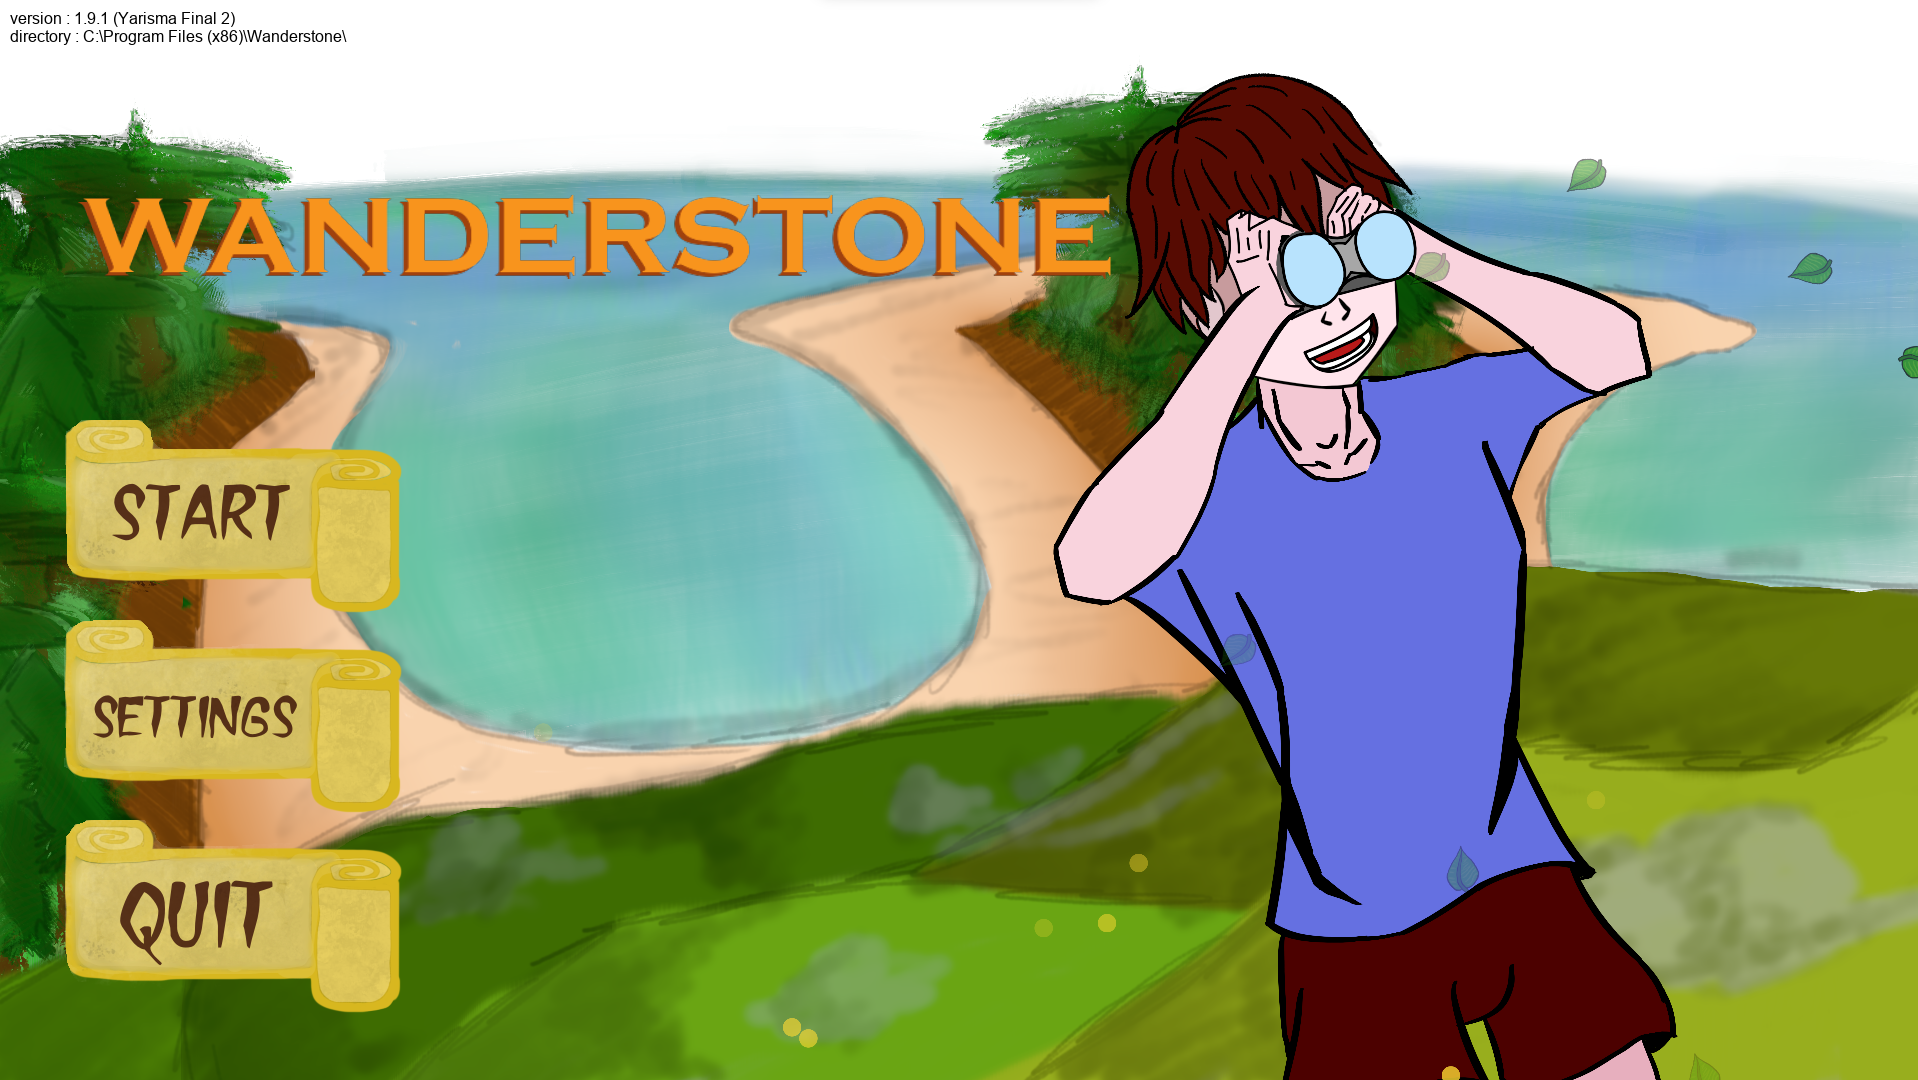 version : 1.9.1 (Yarisma Final 2)
directory : C:\Program Files (x86)\Wanderstone\
WANDERSTONE
START
SETTINGS
QUIT